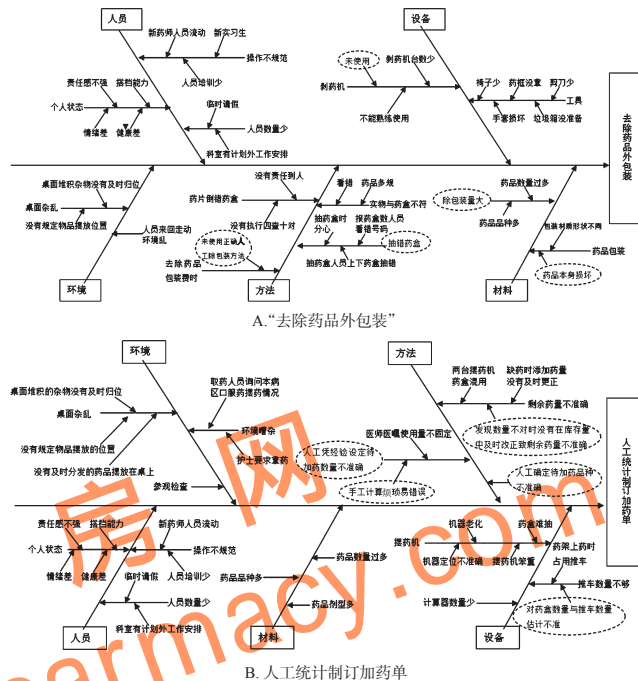 人员
新药师人员流动
新实习生
操作不规范
人员培训少
责任感不强
搭档能力
个人状态
情绪差
健康差
临时请假
人员数量少
科室有计划外工作安排
设备
未使用
剥药机台数少
剥药机
不能熟练使用
椅子少
药框没拿
剪刀少
工具
手套损坏
垃圾箱没准备
去除药品外包装
桌面堆积杂物没有及时归位
桌面杂乱
没有规定物品摆放位置
人员来回走动
环境乱
环境
没有责任到人
药片倒错药盒
没有执行四查十对
看错
药品多规
实物与药盒不符
抽药盒时
分心
报药盒数人员
看错号码
抽错药盒
抽药盒人员上下药盒抽错
未使用正确人
工除包装方法
去除药品
包装费时
方法
药品数量过多
除包装量大
药品品种多
包装材质形状不同
药品包装
药品本身损坏
材料
A.“去除药品外包装”
环境
桌面堆积的杂物没有及时归位
桌面杂乱
没有规定物品摆放的位置
没有及时分发的药品摆放在桌上
取药人员询问本病
区口服药摆药情况
环境嘈杂
护士要求拿药
参观检查
方法
两台摆药机
药盒混用
缺药时添加药量
没有及时更正
剩余药量不准确
发现数量不对时没有在库存量
中及时改正致剩余药量不准确
医师医嘱使用量不固定
人工凭经验设定待
加药数量不准确
手工计算烦琐易错误
人工确定待加药品种
不准确
人工统计制订加药单
责任感不强
搭档能力
新药师人员流动
个人状态
操作不规范
情绪差
健康差
人员培训少
临时请假
人员数量少
科室有计划外工作安排
人员
药品数量过多
药品品种多
药品剂型多
材料
机器老化
药盒难抽
摆药机
机器定位不准确
摆药机笨重
药架上药时
占用推车
推车数量不够
计算器数量少
对药盒数量与推车数量
估计不准
设备
B. 人工统计制订加药单
房网
armacy.com